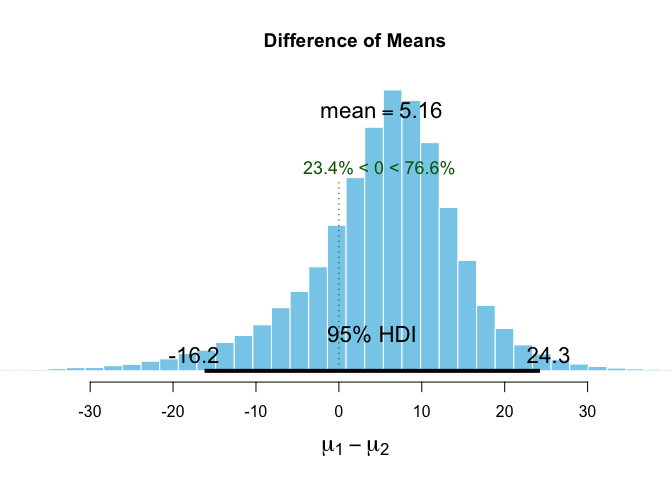 Difference of Means
mean = 5.16
23.4% < 0 < 76.6%
95% HDI
-16.2 24.3
-30 -20 -10 0 10 20 30
μ₁ − μ₂